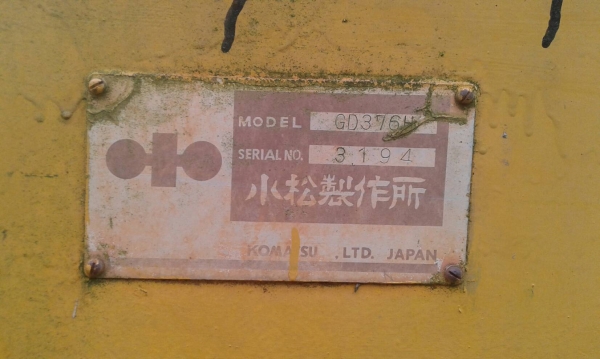 MODEL GD376H
SERIAL NO. 3194
小松製作所
KOMATSU ,LTD. JAPAN